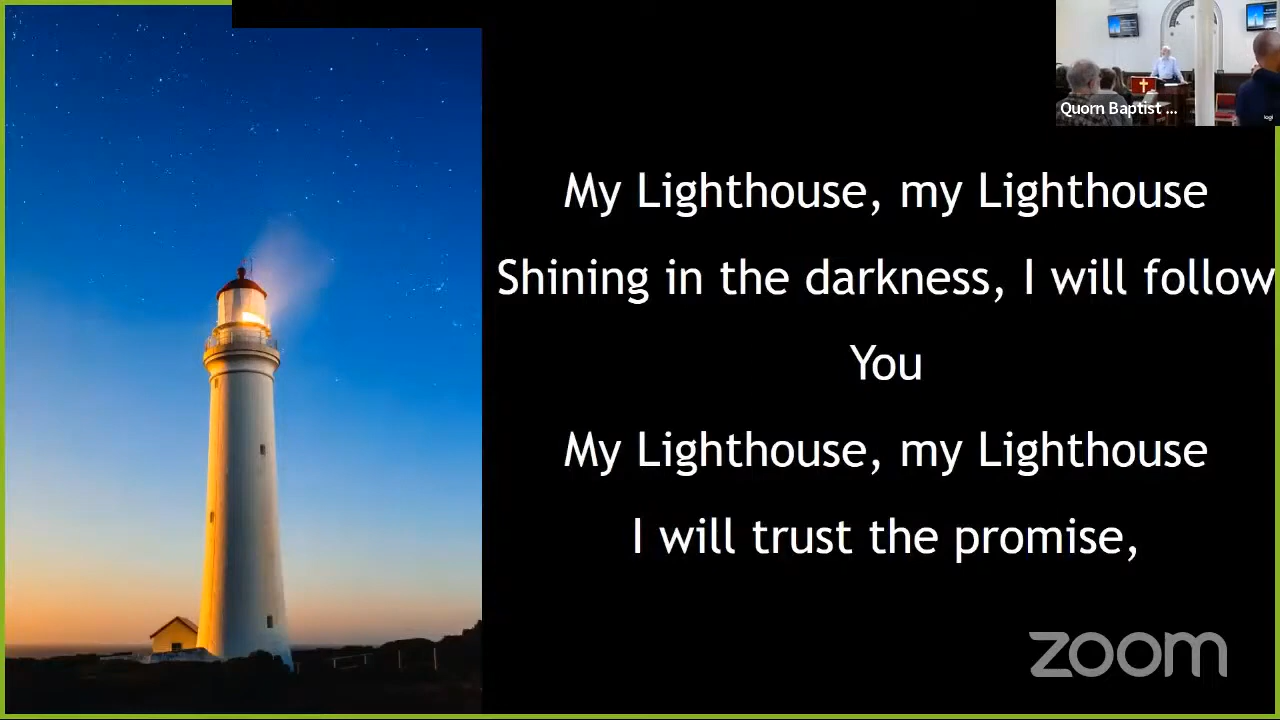 Quorn Baptist ...
logi
My Lighthouse, my Lighthouse
Shining in the darkness, I will follow
You
My Lighthouse, my Lighthouse
I will trust the promise,
zoom